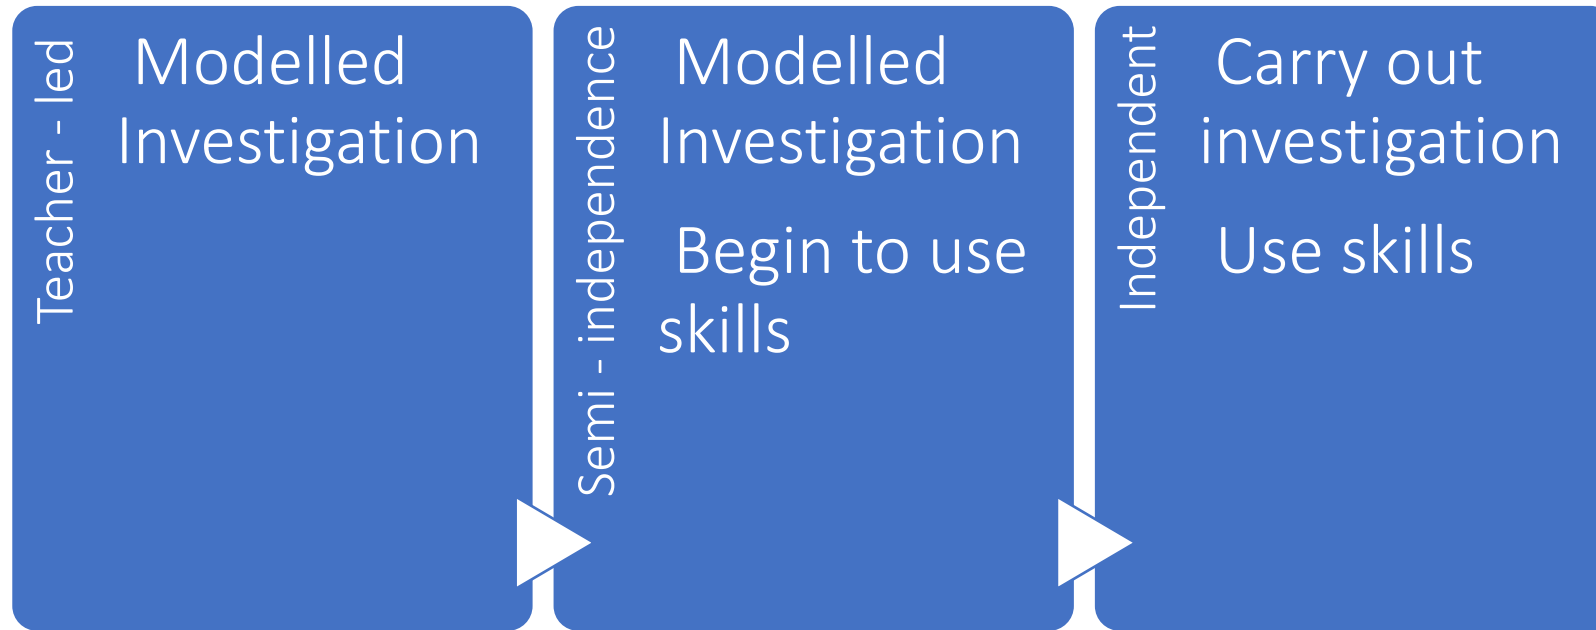 Teacher - led
Modelled
Investigation
Semi - independence
Modelled
Investigation
Begin to use
skills
Independent
Carry out
investigation
Use skills